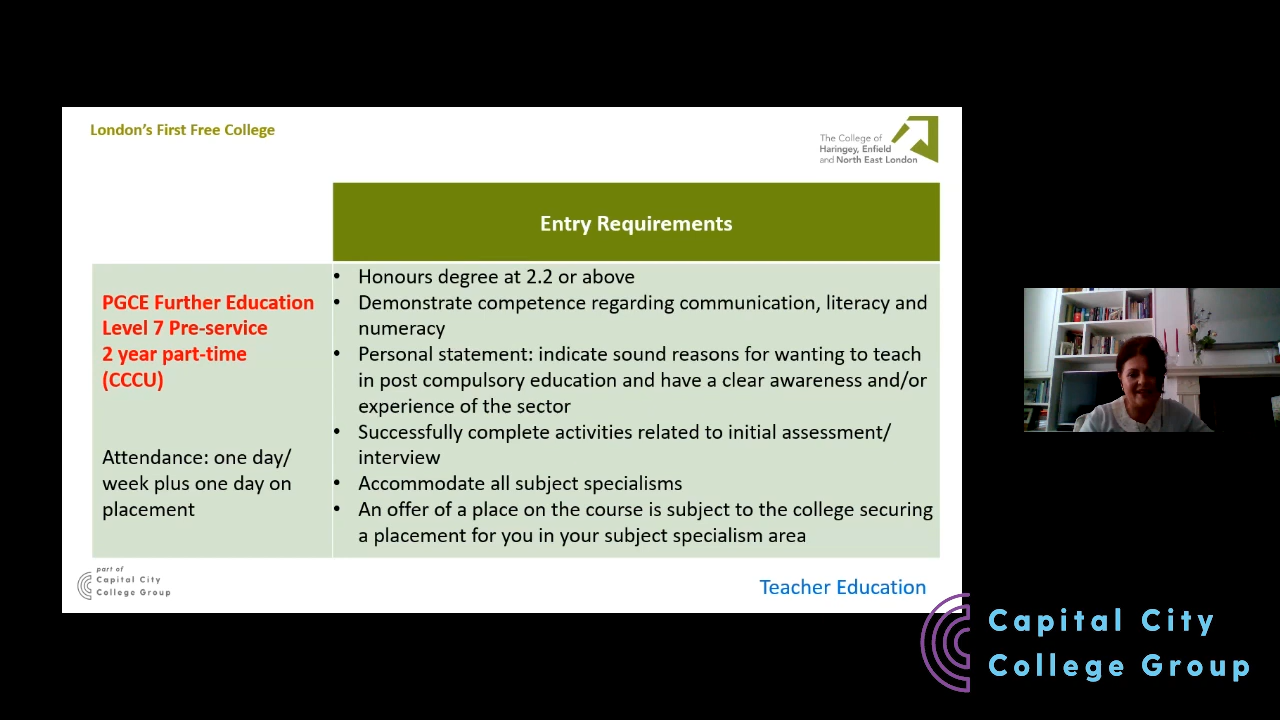 London's First Free College
The College of
Haringey, Enfield
and North East London
Entry Requirements
PGCE Further Education
Level 7 Pre-service
2 year part-time
(CCCU)
Attendance: one day/
week plus one day on
placement
• Honours degree at 2.2 or above
• Demonstrate competence regarding communication, literacy and
numeracy
• Personal statement: indicate sound reasons for wanting to teach
in post compulsory education and have a clear awareness and/or
experience of the sector
• Successfully complete activities related to initial assessment/
interview
• Accommodate all subject specialisms
• An offer of a place on the course is subject to the college securing
a placement for you in your subject specialism area
part of
Capital City
College Group
Teacher Education
Capital City
College Group